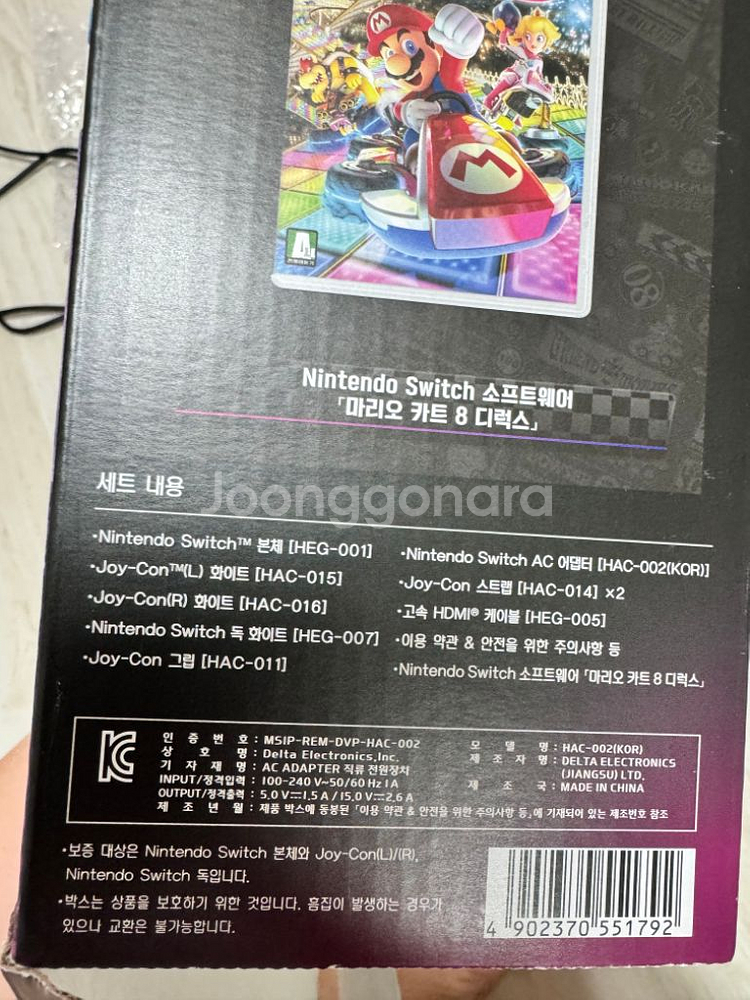 M
M
Nintendo Switch 소프트웨어
「마리오 카트 8 디럭스」
Joonggonara
세트 내용
·Nintendo Switch™ 본체 [HEG-001]
·Joy-Con™(L) 화이트 [HAC-015]
·Joy-Con(R) 화이트 [HAC-016]
·Nintendo Switch 독 화이트 [HEG-007]
·Joy-Con 그립 [HAC-011]
·Nintendo Switch AC 어댑터 [HAC-002(KOR)]
·Joy-Con 스트랩 [HAC-014] ×2
·고속 HDMI® 케이블 [HEG-005]
·이용 약관 & 안전을 위한 주의사항 등
·Nintendo Switch 소프트웨어 「마리오 카트 8 디럭스」
인 증 번 호 : MSIP-REM-DVP-HAC-002
상 호 명 : Delta Electronics,Inc.
기 자 재 명 : AC ADAPTER 직류 전원장치
INPUT/정격입력 : 100-240 V~50/60 Hz 1 A
OUTPUT/정격출력 : 5.0 V⎓1.5 A / 15.0 V⎓2.6 A
제 조 년 월 : 제품 박스에 동봉된 「이용 약관 & 안전을 위한 주의사항 등」에 기재되어 있는 제조번호 참조
모 델 명 : HAC-002(KOR)
제 조 자 명 : DELTA ELECTRONICS
(JIANGSU) LTD.
제 조 국 : MADE IN CHINA
·보증 대상은 Nintendo Switch 본체와 Joy-Con(L)/(R),
Nintendo Switch 독입니다.
·박스는 상품을 보호하기 위한 것입니다. 흠집이 발생하는 경우가
있으나 교환은 불가능합니다.
4 902370 551792